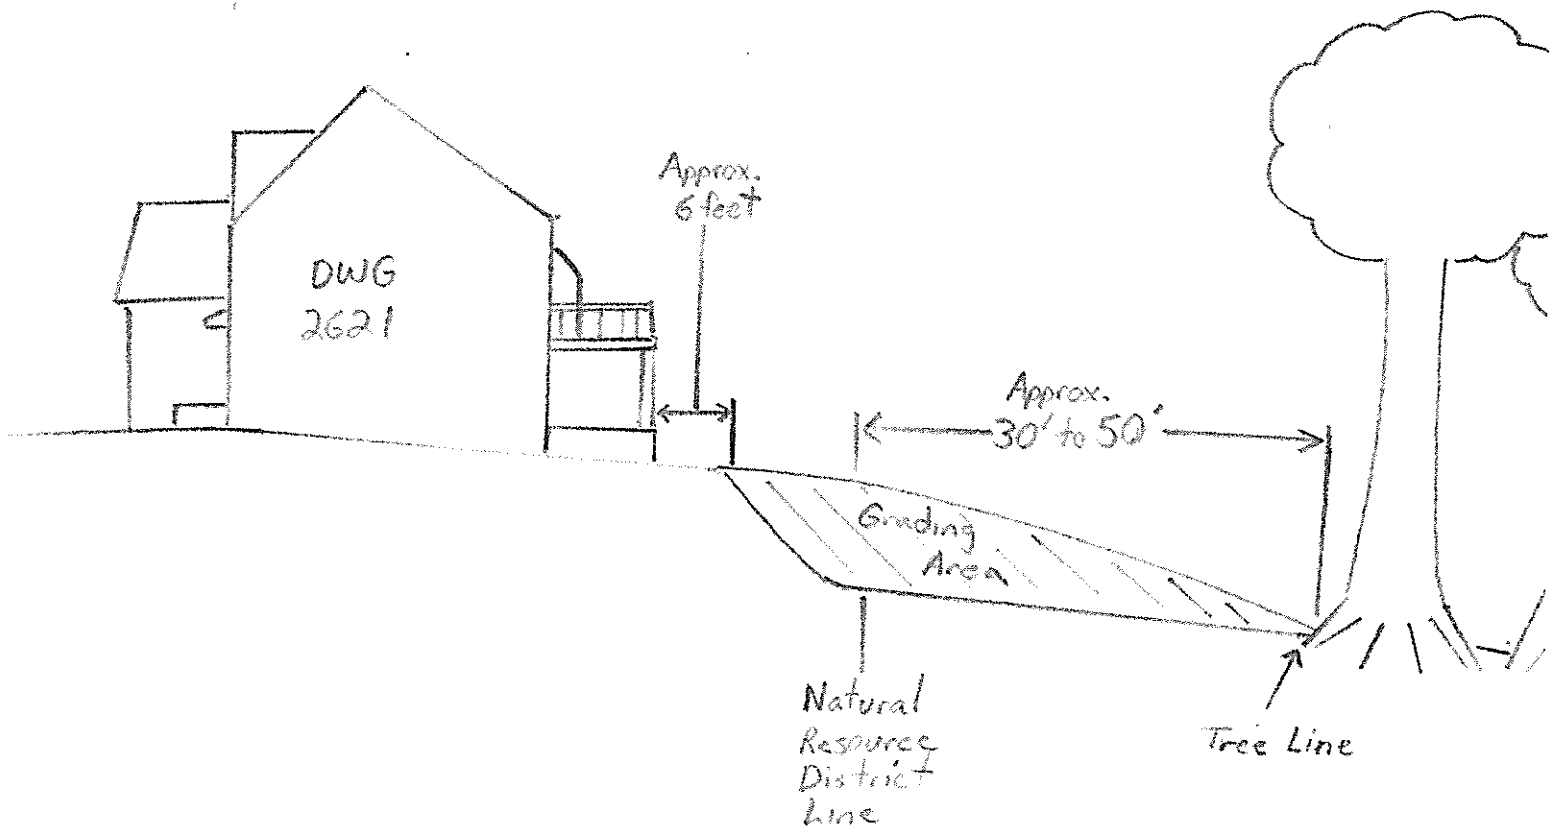 Approx.
6 feet
DWG
2621
Approx.
30' to 50'
Grading
Area
Natural
Resource
District
Line
Tree Line